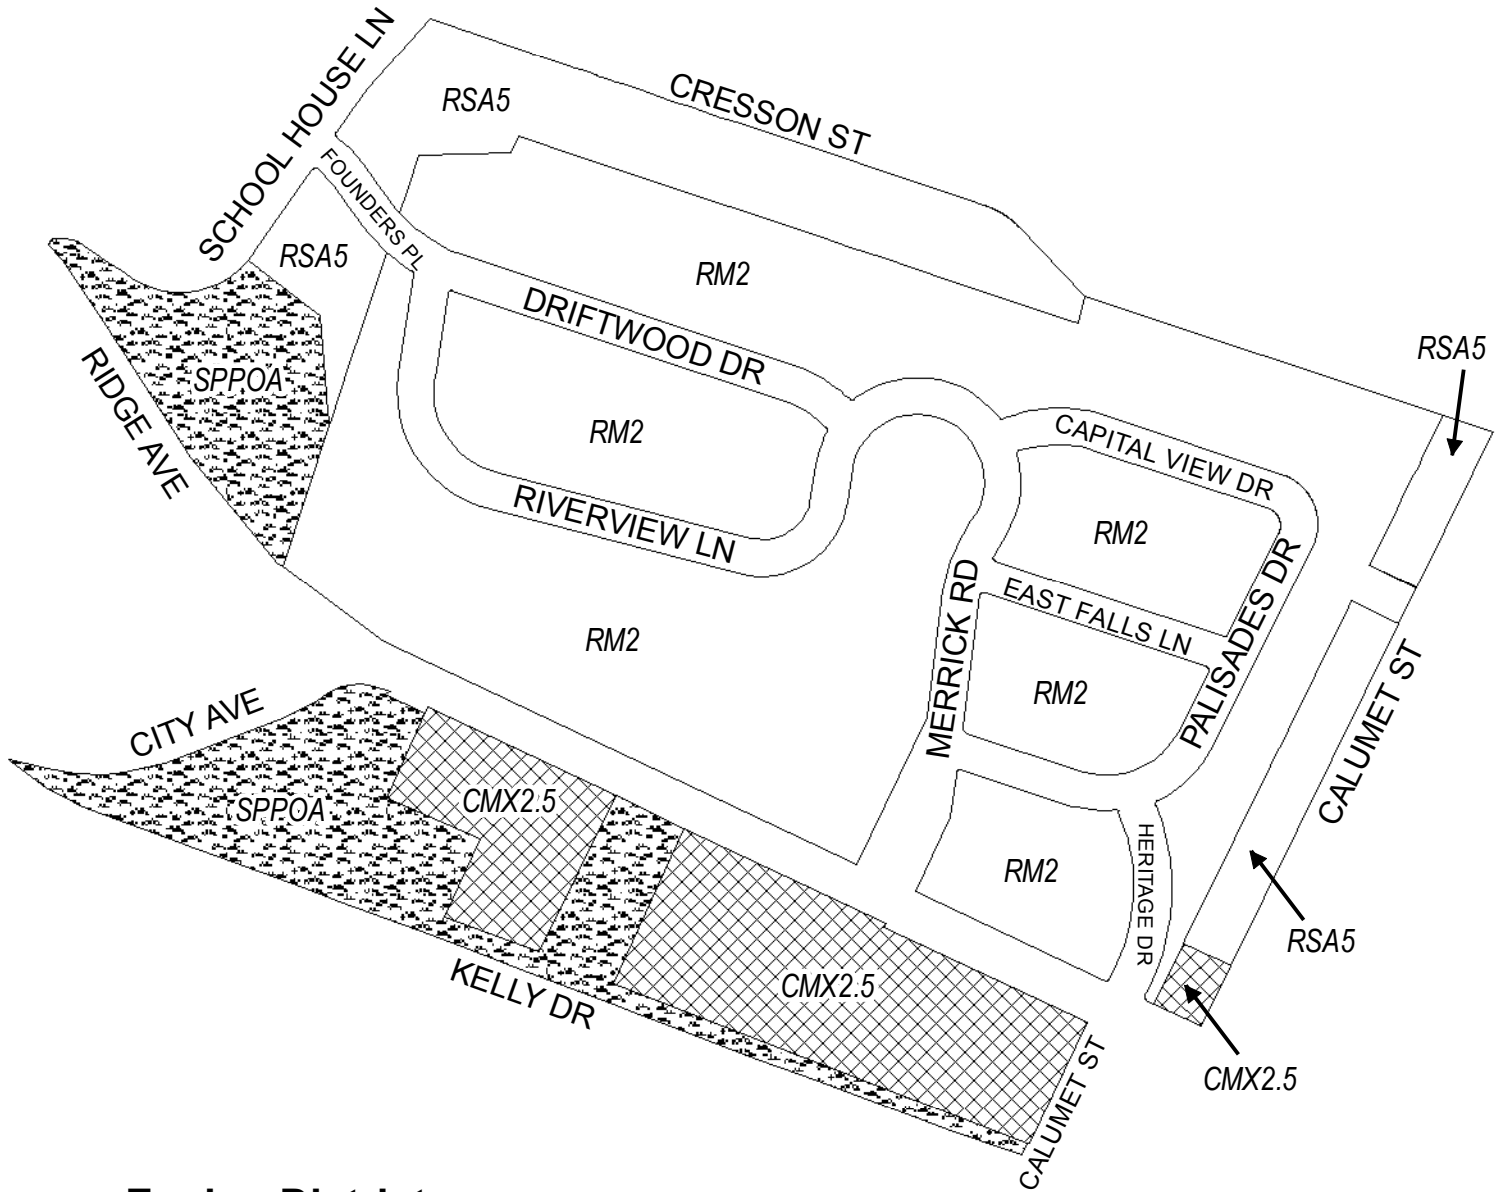 SCHOOL HOUSE LN
RSA5
CRESSON ST
FOUNDERS PL
RSA5
RM2
DRIFTWOOD DR
RSA5
SPPOA
RIDGE AVE
RM2
CAPITAL VIEW DR
RIVERVIEW LN
RM2
PALISADES DR
EAST FALLS LN
MERRICK RD
RM2
RM2
CALUMET ST
CITY AVE
SPPOA
CMX2.5
RM2
HERITAGE DR
RSA5
KELLY DR
CMX2.5
CMX2.5
CALUMET ST